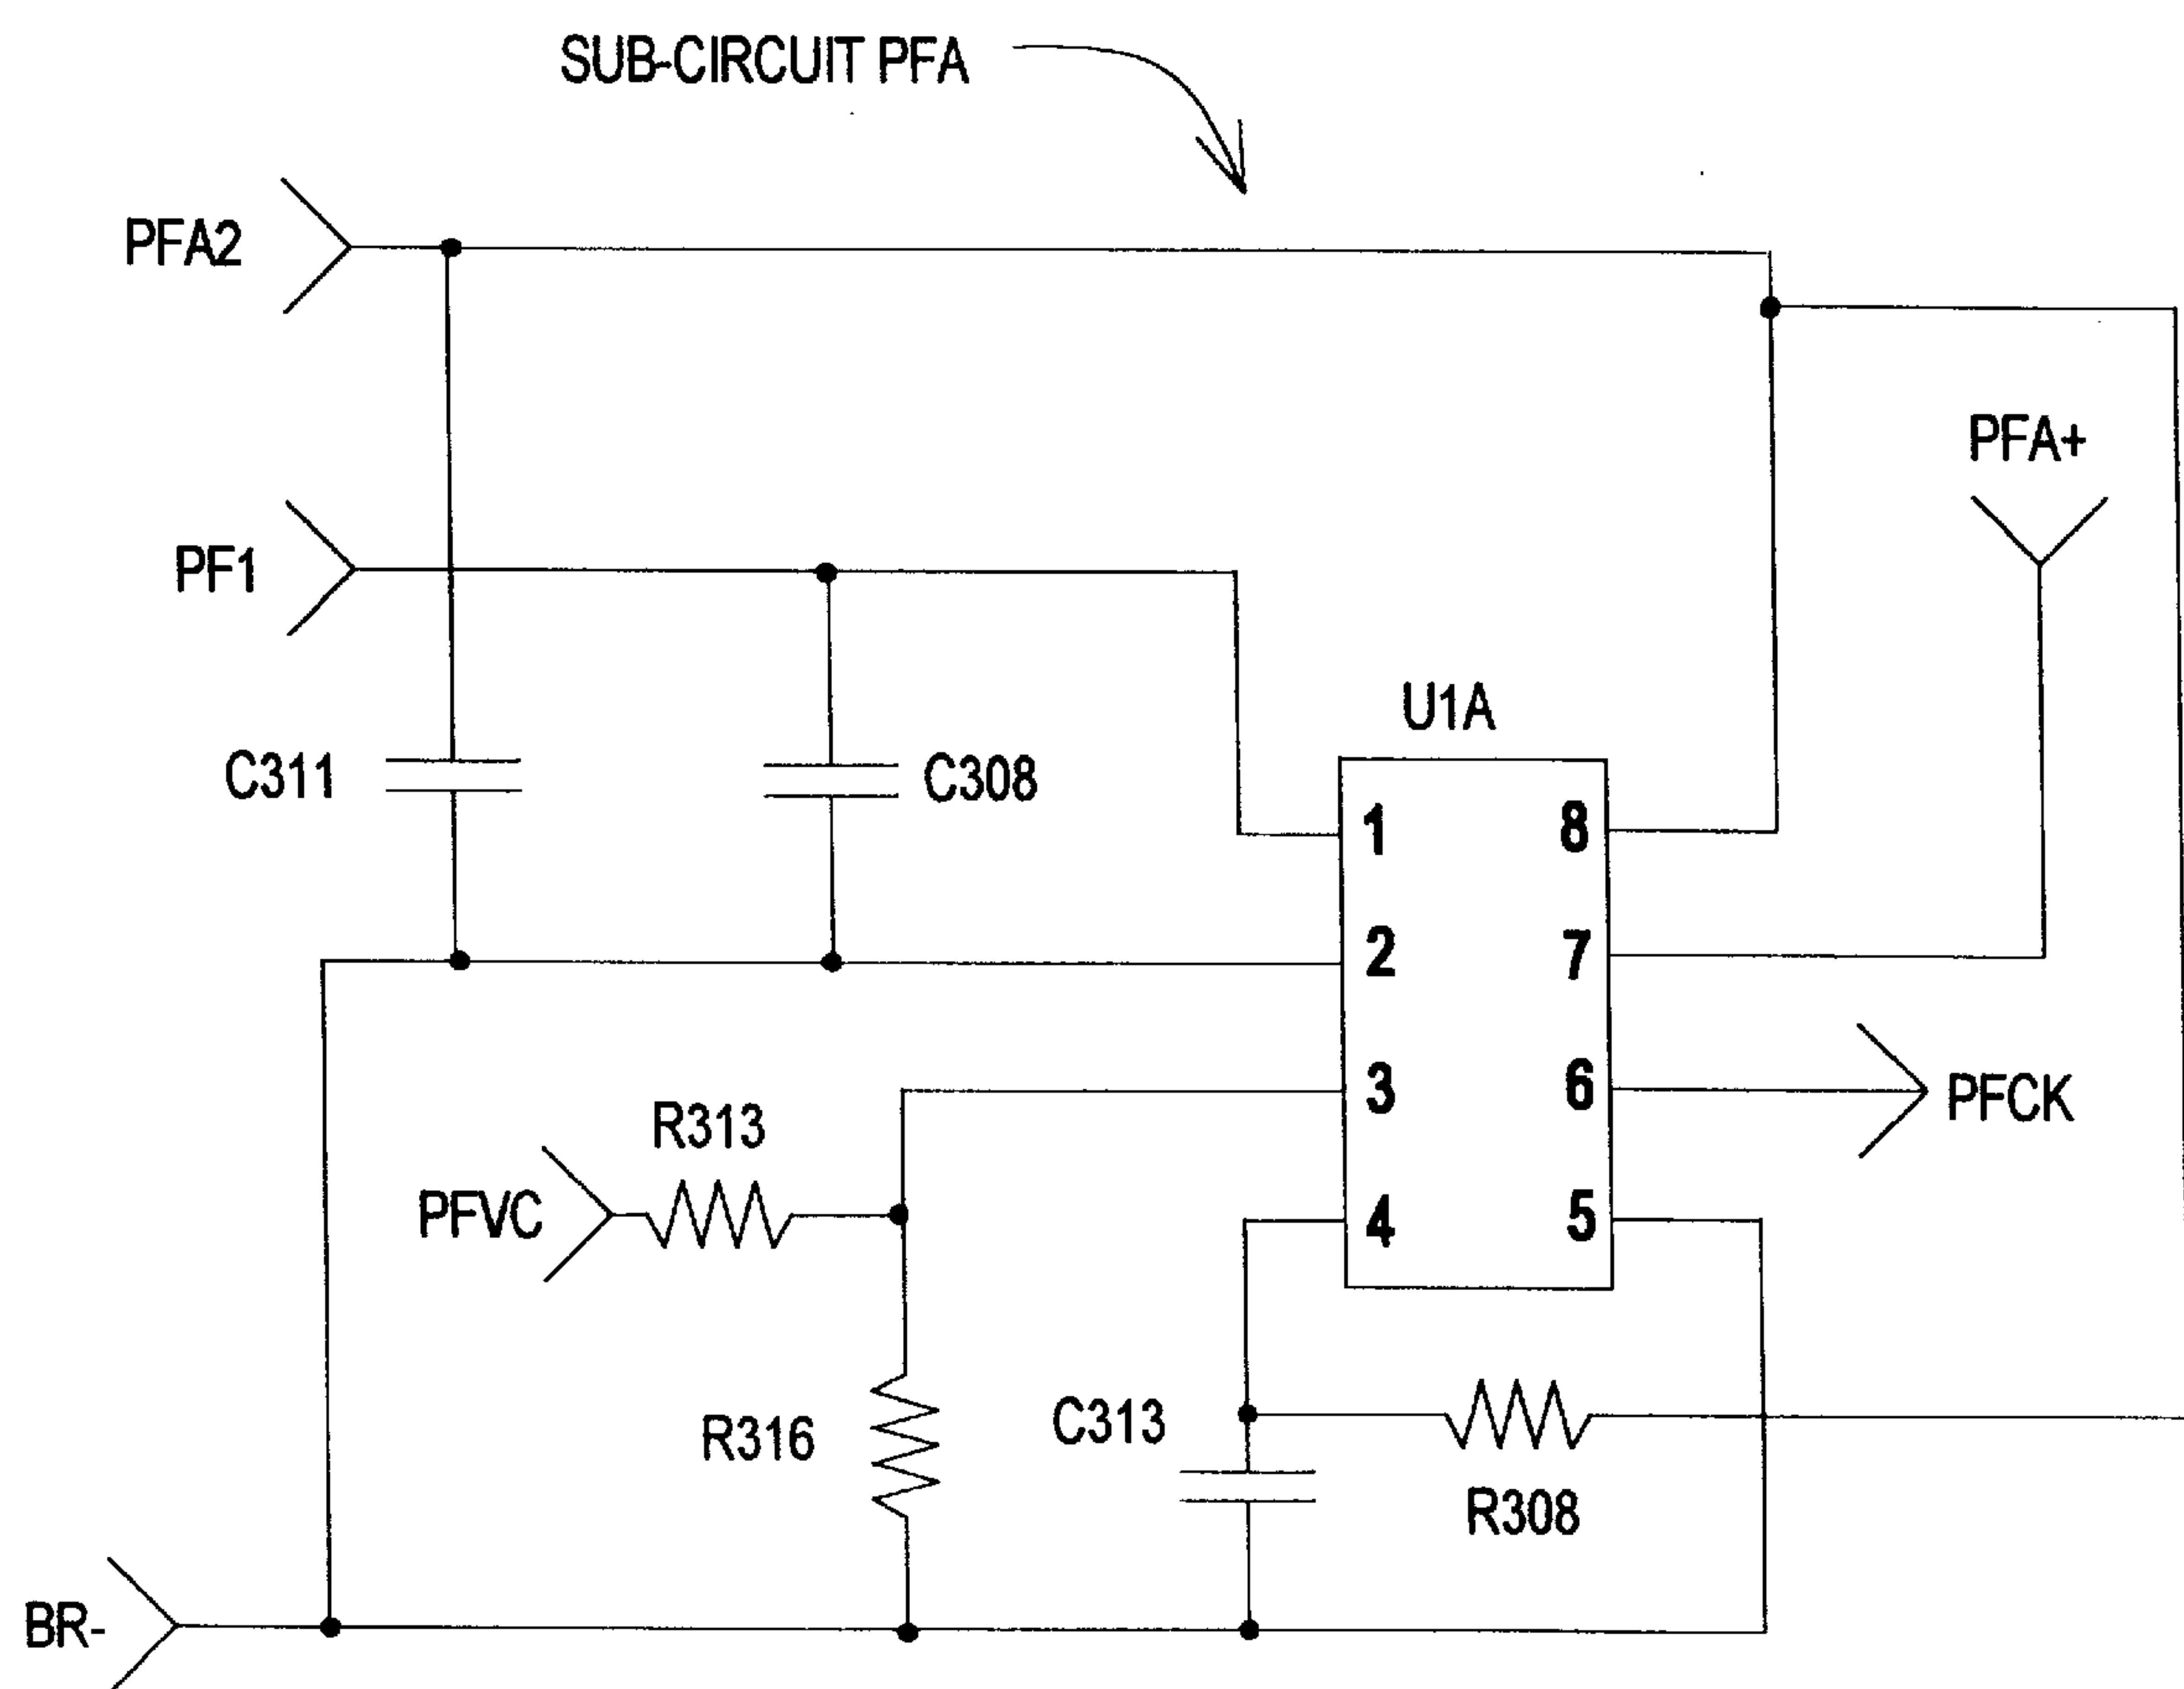 SUB-CIRCUIT PFA
PFA2
PFA+
PF1
U1A
C311
C308
1
8
2
7
3
6
R313
PFCK
PFVC
4
5
R316
C313
R308
BR-